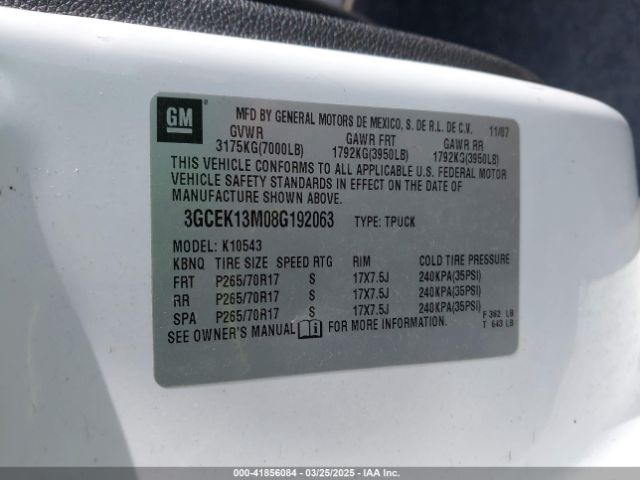 GM
MFD BY GENERAL MOTORS DE MEXICO, S. DE R.L. DE C.V. 11/07
GVWR GAWR FRT GAWR RR
3175KG(7000LB) 1792KG(3950LB) 1792KG(3950LB)
THIS VEHICLE CONFORMS TO ALL APPLICABLE U.S. FEDERAL MOTOR
VEHICLE SAFETY STANDARDS IN EFFECT ON THE DATE OF
MANUFACTURE SHOWN ABOVE.
3GCEK13M08G192063 TYPE: TPUCK
MODEL: K10543
KBNQ TIRE SIZE SPEED RTG RIM COLD TIRE PRESSURE
FRT P265/70R17 S 17X7.5J 240KPA(35PSI)
RR P265/70R17 S 17X7.5J 240KPA(35PSI)
SPA P265/70R17 S 17X7.5J 240KPA(35PSI)
F 362 LB
SEE OWNER'S MANUAL FOR MORE INFORMATION. T 643 LB
000-41856084 — 03/25/2025 — IAA Inc.